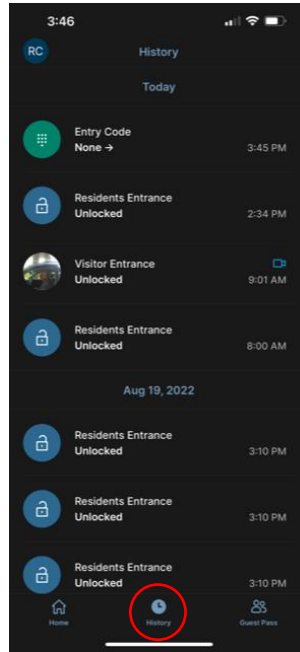 3:46
RC
History
Today
Entry Code
None → 3:45 PM
Residents Entrance
Unlocked 2:34 PM
Visitor Entrance
Unlocked 9:01 AM
Residents Entrance
Unlocked 8:00 AM
Aug 19, 2022
Residents Entrance
Unlocked 3:10 PM
Residents Entrance
Unlocked 3:10 PM
Residents Entrance
Unlocked 3:10 PM
Home History Guest Pass